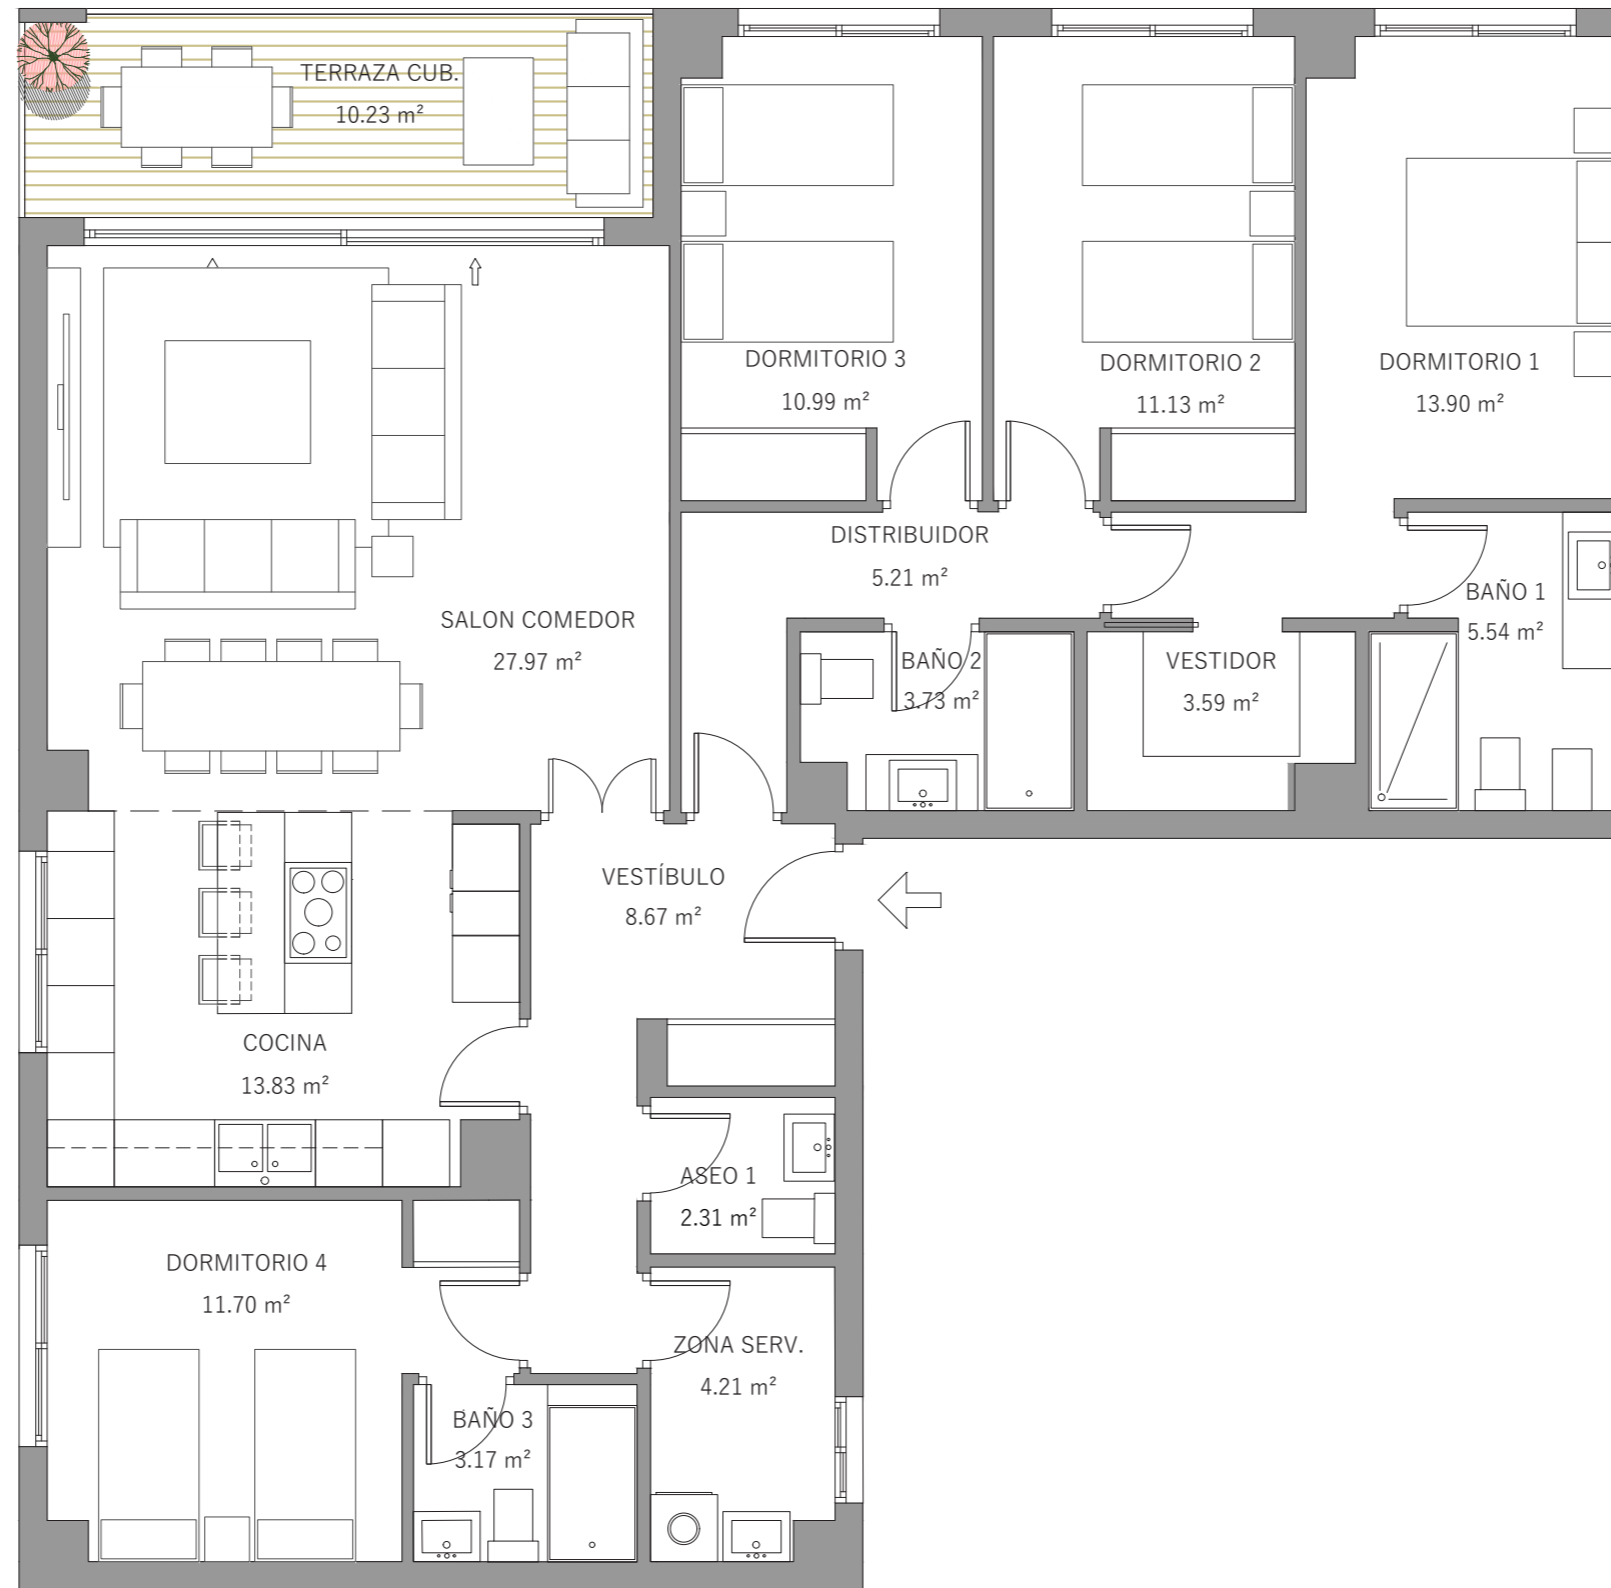 TERRAZA CUB.
10.23 m²
DORMITORIO 3
10.99 m²
DORMITORIO 2
11.13 m²
DORMITORIO 1
13.90 m²
DISTRIBUIDOR
5.21 m²
SALON COMEDOR
27.97 m²
BAÑO 2
3.73 m²
VESTIDOR
3.59 m²
BAÑO 1
5.54 m²
VESTÍBULO
8.67 m²
COCINA
13.83 m²
ASEO 1
2.31 m²
DORMITORIO 4
11.70 m²
ZONA SERV.
4.21 m²
BAÑO 3
3.17 m²